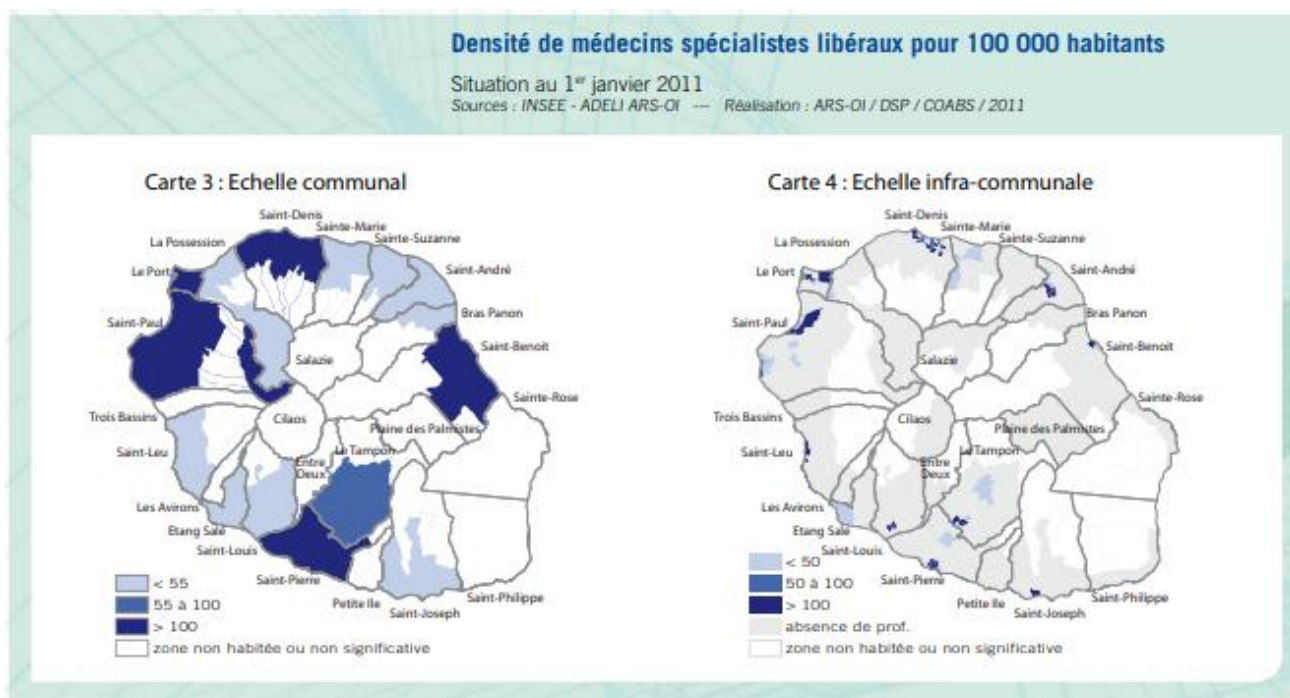 Densité de médecins spécialistes libéraux pour 100 000 habitants
Situation au 1er janvier 2011
Sources : INSEE - ADELI ARS-OI --- Réalisation : ARS-OI / DSP / COABS / 2011
Carte 3 : Echelle communal
Saint-Denis
Sainte-Marie
La Possession
Sainte-Suzanne
Le Port
Saint-André
Saint-Paul
Bras Panon
Saint-Benoit
Salazie
Sainte-Rose
Trois Bassins
Cilaos
Plaine des Palmistes
Saint-Leu
Le Tampon
Entre
Deux
Les Avirons
Etang Salé
Saint-Louis
Saint-Pierre
Petite Ile
Saint-Joseph
Saint-Philippe
< 55
55 à 100
> 100
zone non habitée ou non significative
Carte 4 : Echelle infra-communale
Saint-Denis
Sainte-Marie
La Possession
Sainte-Suzanne
Le Port
Saint-André
Saint-Paul
Bras Panon
Saint-Benoit
Salazie
Sainte-Rose
Trois Bassins
Cilaos
Plaine des Palmistes
Saint-Leu
Le Tampon
Entre
Deux
Les Avirons
Etang Salé
Saint-Louis
Saint-Pierre
Petite Ile
Saint-Joseph
Saint-Philippe
< 50
50 à 100
> 100
absence de prof.
zone non habitée ou non significative